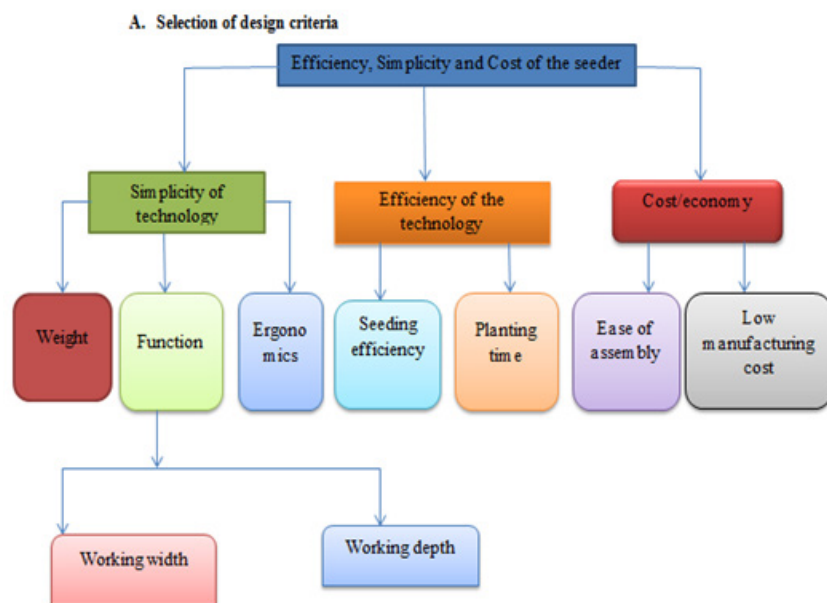 A. Selection of design criteria
Efficiency, Simplicity and Cost of the seeder
Simplicity of
technology
Efficiency of the
technology
Cost/economy
Weight
Function
Ergono
mics
Seeding
efficiency
Planting
time
Ease of
assembly
Low
manufacturing
cost
Working width
Working depth